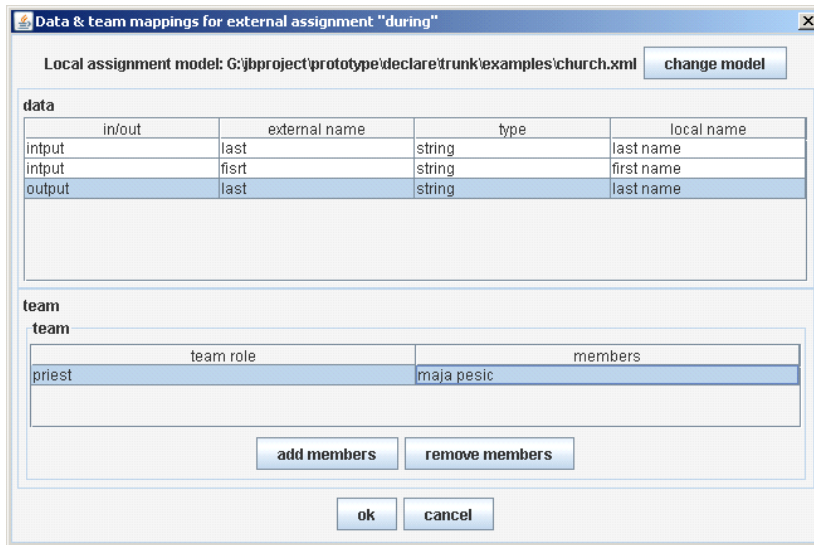 Data & team mappings for external assignment "during"
Local assignment model: G:\jbproject\prototype\declare\trunk\examples\church.xml change model
data
in/out external name type local name
intput last string last name
intput fisrt string first name
output last string last name
team
team
team role members
priest maja pesic
add members remove members
ok cancel